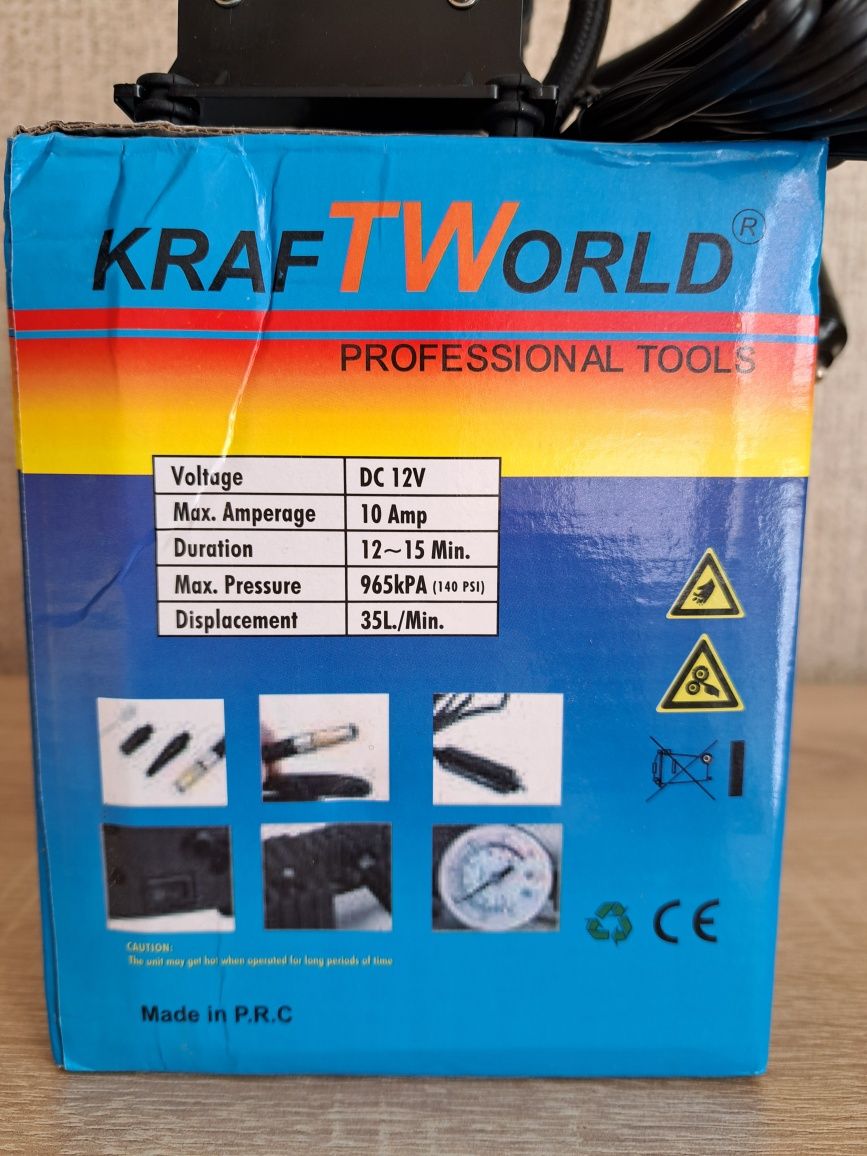 KRAFTWORLD®
PROFESSIONAL TOOLS
Voltage DC 12V
Max. Amperage 10 Amp
Duration 12~15 Min.
Max. Pressure 965kPA (140 PSI)
Displacement 35L./Min.
CAUTION:
The unit may get hot when operated for long periods of time
CE
Made in P.R.C